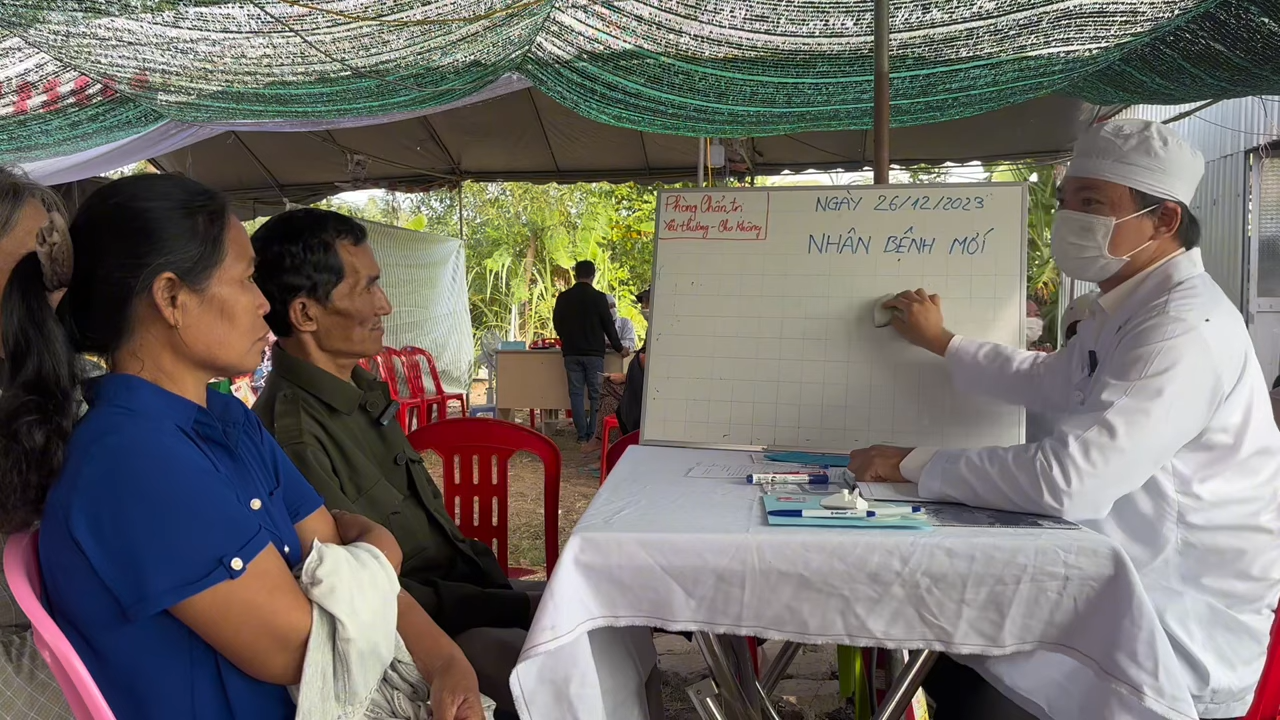 Phòng Chẩn trị
Yêu thương - Cho Không
NGÀY 26/12/2023
NHÂN BỆNH MỚI